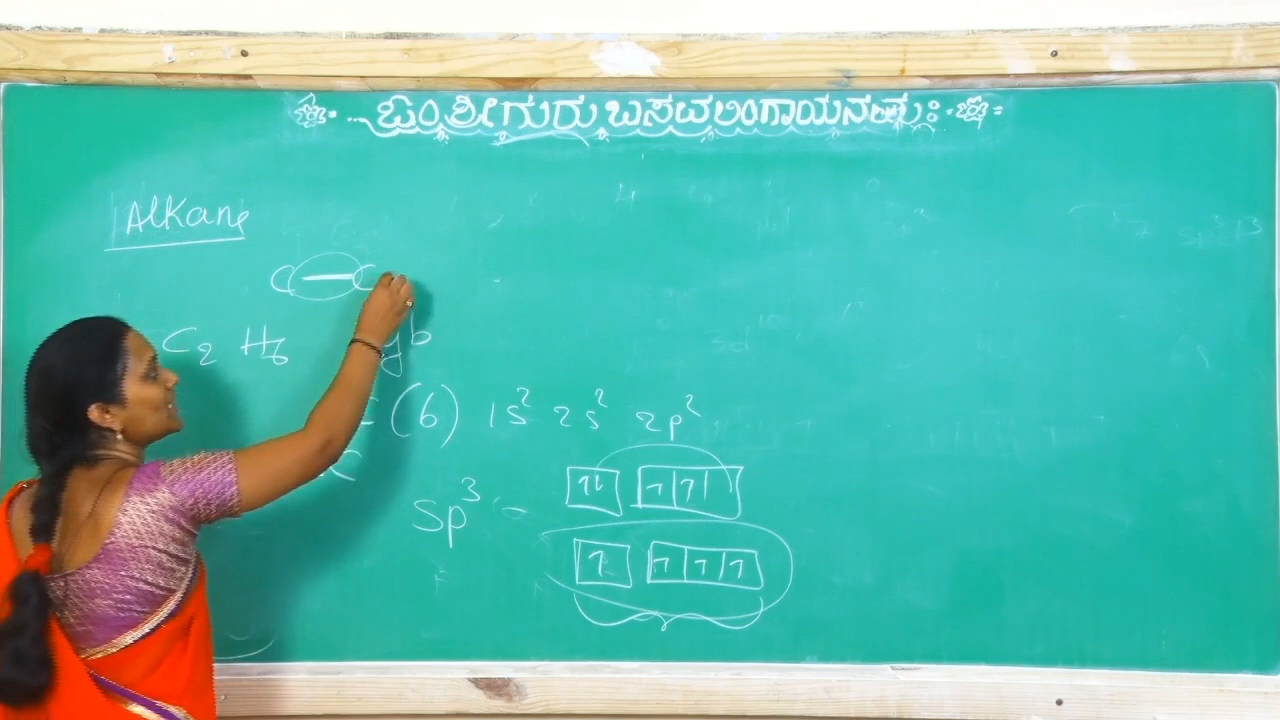 ಓಂ ಶ್ರೀ ಗುರು ಬಸವಲಿಂಗಾಯನಮಃ
Alkane
C — C
C₂ H₆
C (6) 1s² 2s² 2p²
C
sp³ -